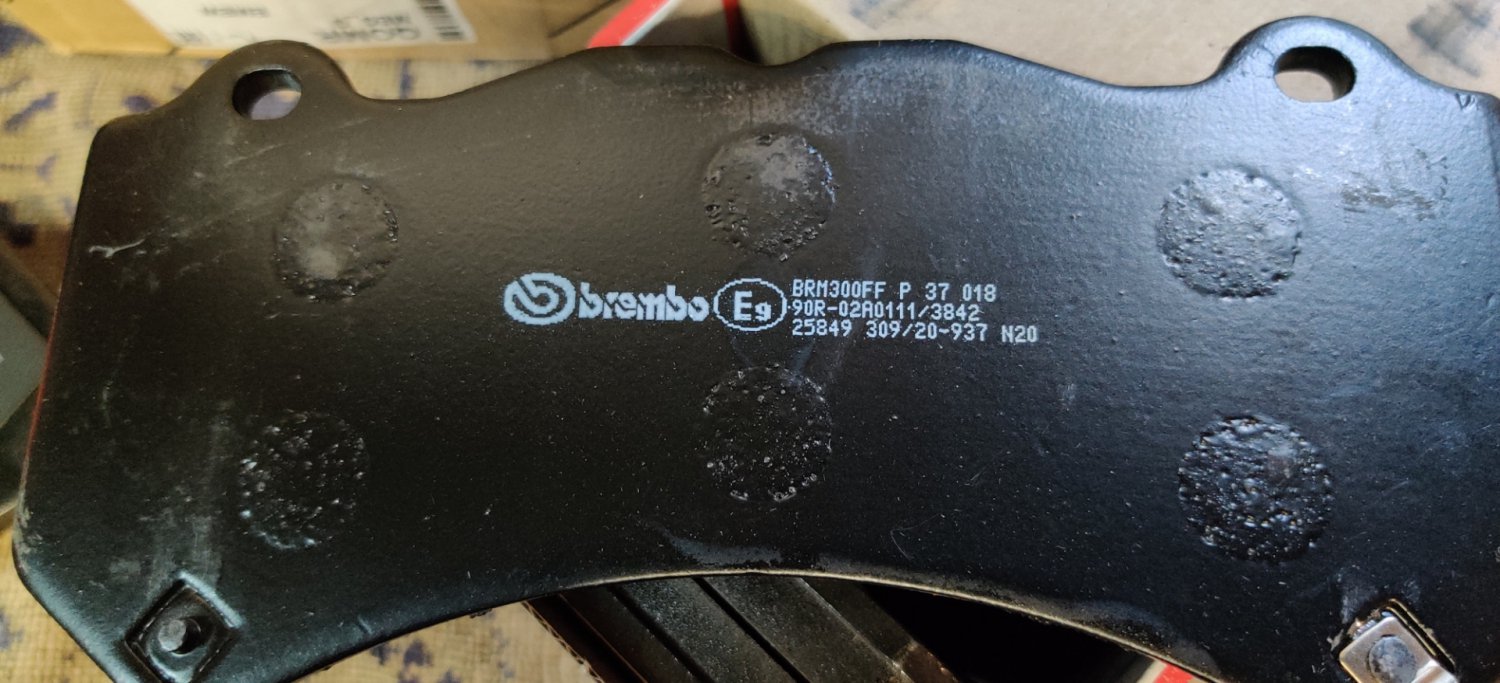 brembo E9 BRM300FF P 37 018
90R-02A0111/3842
25849 309/20-937 N20